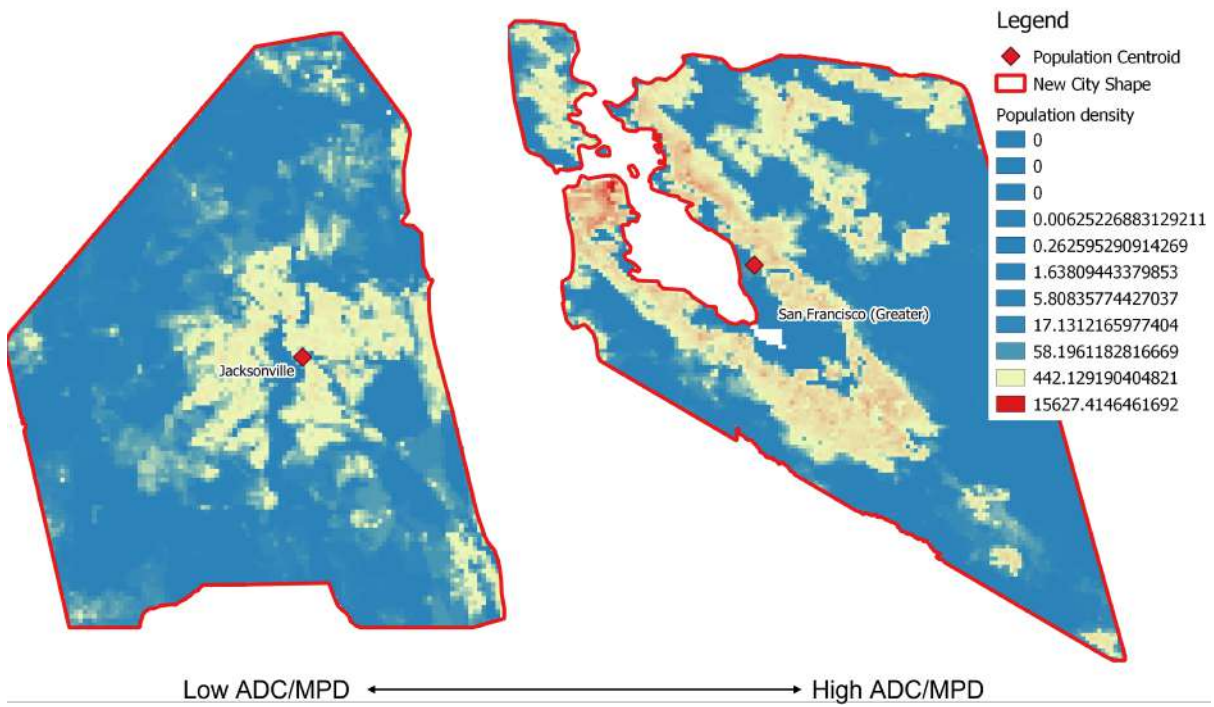 Legend
Population Centroid
New City Shape
Population density
0
0
0
0.00625226883129211
0.262595290914269
1.63809443379853
5.80835774427037
17.1312165977404
58.1961182816669
442.129190404821
15627.4146461692
San Francisco (Greater)
Jacksonville
Low ADC/MPD
High ADC/MPD